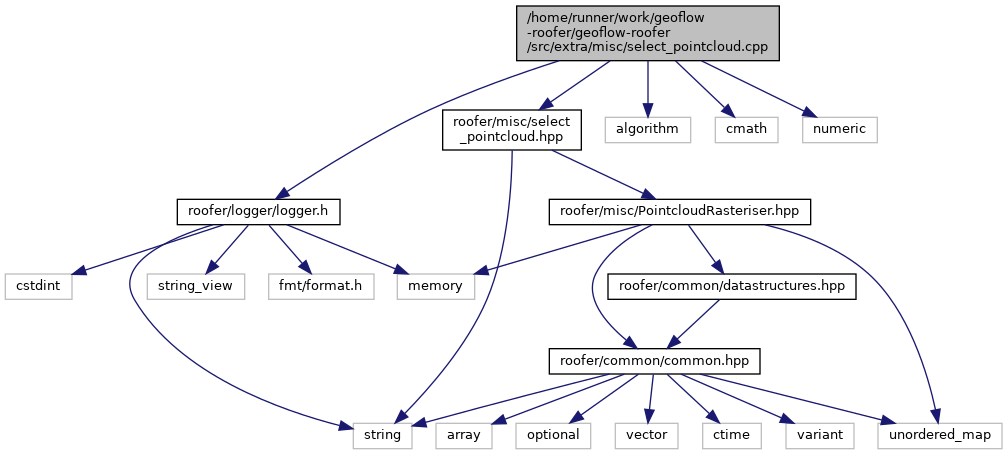 /home/runner/work/geoflow
-roofer/geoflow-roofer
/src/extra/misc/select_pointcloud.cpp
roofer/misc/select
_pointcloud.hpp
algorithm
cmath
numeric
roofer/logger/logger.h
roofer/misc/PointcloudRasteriser.hpp
cstdint
string_view
fmt/format.h
memory
roofer/common/datastructures.hpp
roofer/common/common.hpp
string
array
optional
vector
ctime
variant
unordered_map